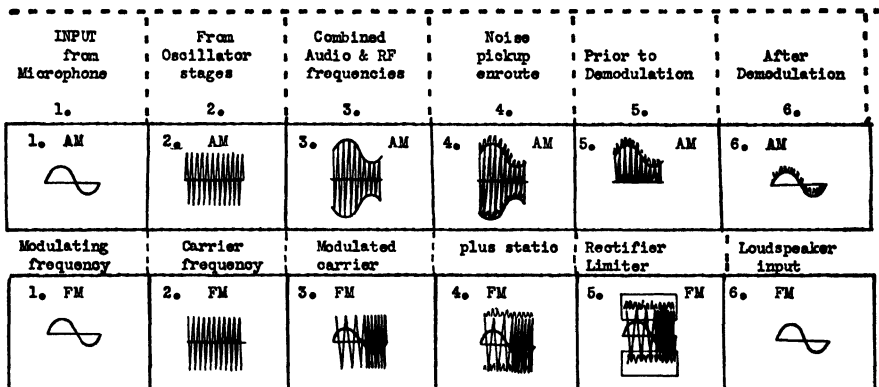 INPUT
from
Microphone
1.
From
Oscillator
stages
2.
Combined
Audio & RF
frequencies
3.
Noise
pickup
enroute
4.
Prior to
Demodulation
5.
After
Demodulation
6.
1. AM
2. AM
3. AM
4. AM
5. AM
6. AM
Modulating
frequency
Carrier
frequency
Modulated
carrier
plus static
Rectifier
Limiter
Loudspeaker
input
1. FM
2. FM
3. FM
4. FM
5. FM
6. FM